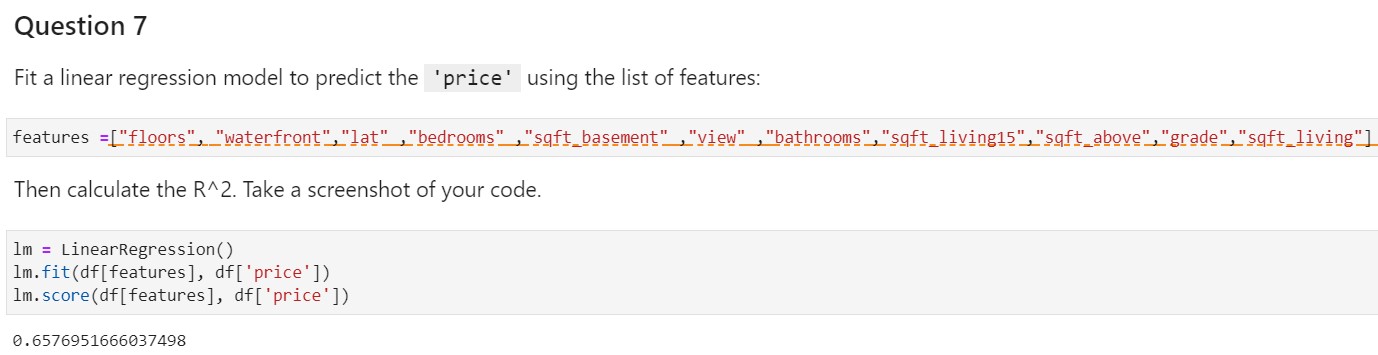 Question 7
Fit a linear regression model to predict the 'price' using the list of features:
features =["floors", "waterfront","lat" ,"bedrooms" ,"sqft_basement" ,"view" ,"bathrooms","sqft_living15","sqft_above","grade","sqft_living"]
Then calculate the R^2. Take a screenshot of your code.
lm = LinearRegression()
lm.fit(df[features], df['price'])
lm.score(df[features], df['price'])
0.6576951666037498